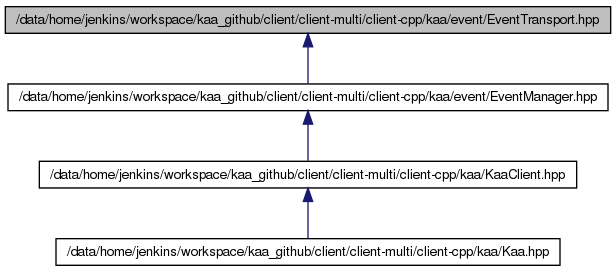 /data/home/jenkins/workspace/kaa_github/client/client-multi/client-cpp/kaa/event/EventTransport.hpp
/data/home/jenkins/workspace/kaa_github/client/client-multi/client-cpp/kaa/event/EventManager.hpp
/data/home/jenkins/workspace/kaa_github/client/client-multi/client-cpp/kaa/KaaClient.hpp
/data/home/jenkins/workspace/kaa_github/client/client-multi/client-cpp/kaa/Kaa.hpp